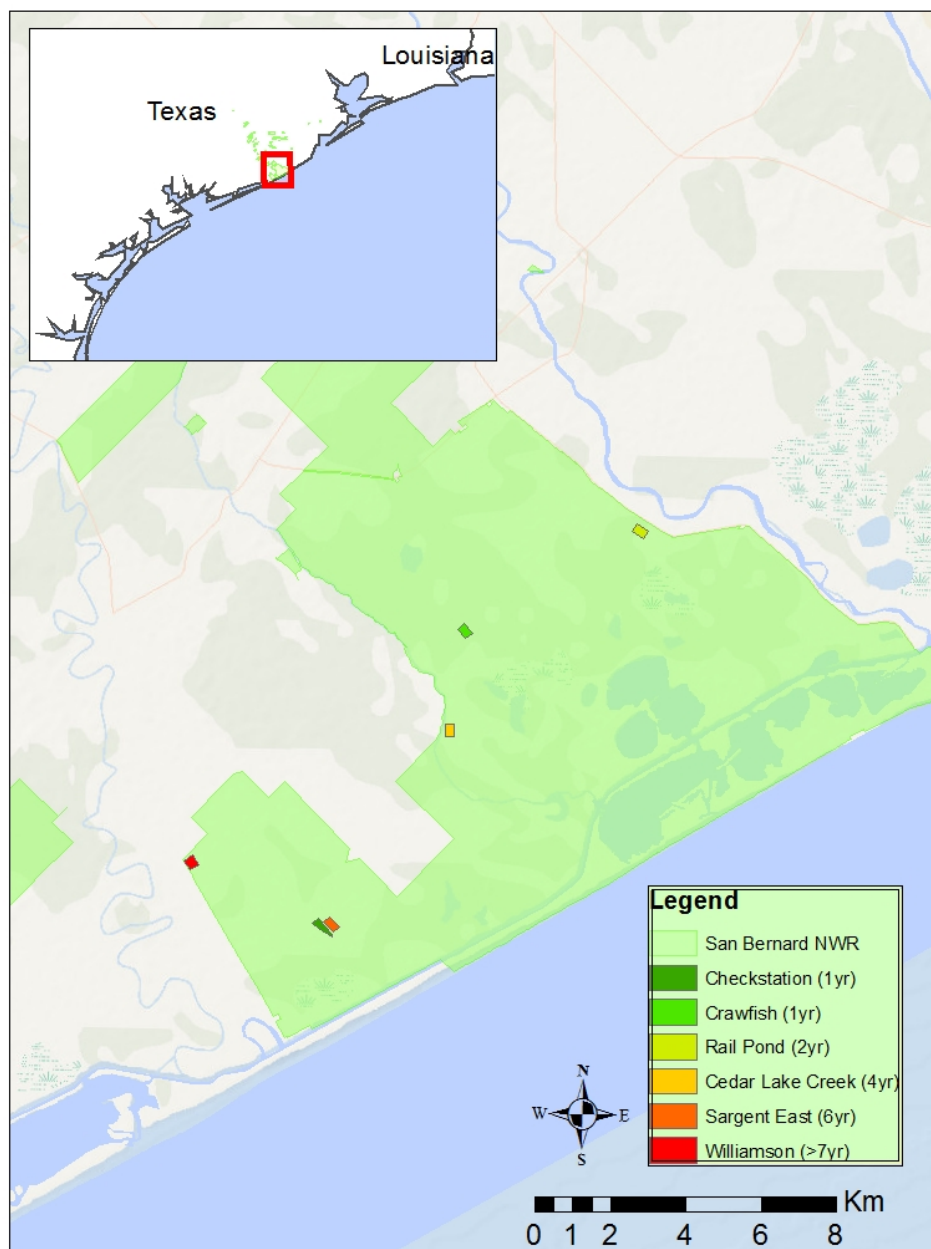 Louisiana
Texas
Legend
San Bernard NWR
Checkstation (1yr)
Crawfish (1yr)
Rail Pond (2yr)
Cedar Lake Creek (4yr)
Sargent East (6yr)
Williamson (>7yr)
N
W E
S
Km
0 1 2 4 6 8